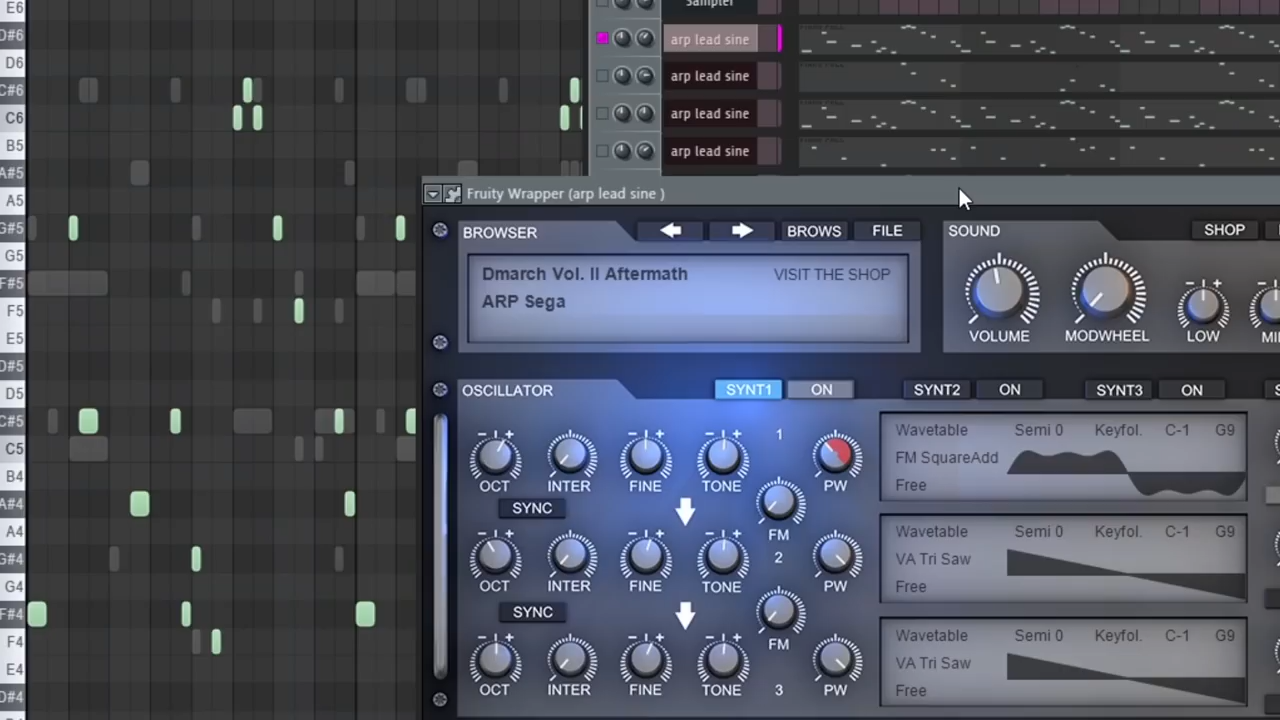 E6
D#6
D6
C#6
C6
B5
A#5
A5
G#5
G5
F#5
F5
E5
D#5
D5
C#5
C5
B4
A#4
A4
G#4
G4
F#4
F4
E4
D#4
Sampler
arp lead sine
arp lead sine
arp lead sine
arp lead sine
Fruity Wrapper (arp lead sine )
BROWSER
BROWS
FILE
Dmarch Vol. II Aftermath
VISIT THE SHOP
ARP Sega
SOUND
SHOP
VOLUME
MODWHEEL
LOW
OSCILLATOR
SYNT1
ON
SYNT2
ON
SYNT3
ON
OCT
INTER
FINE
TONE
1
PW
SYNC
FM
OCT
INTER
FINE
TONE
2
PW
SYNC
FM
OCT
INTER
FINE
TONE
3
PW
Wavetable Semi 0 Keyfol. C-1 G9
FM SquareAdd
Free
Wavetable Semi 0 Keyfol. C-1 G9
VA Tri Saw
Free
Wavetable Semi 0 Keyfol. C-1 G9
VA Tri Saw
Free